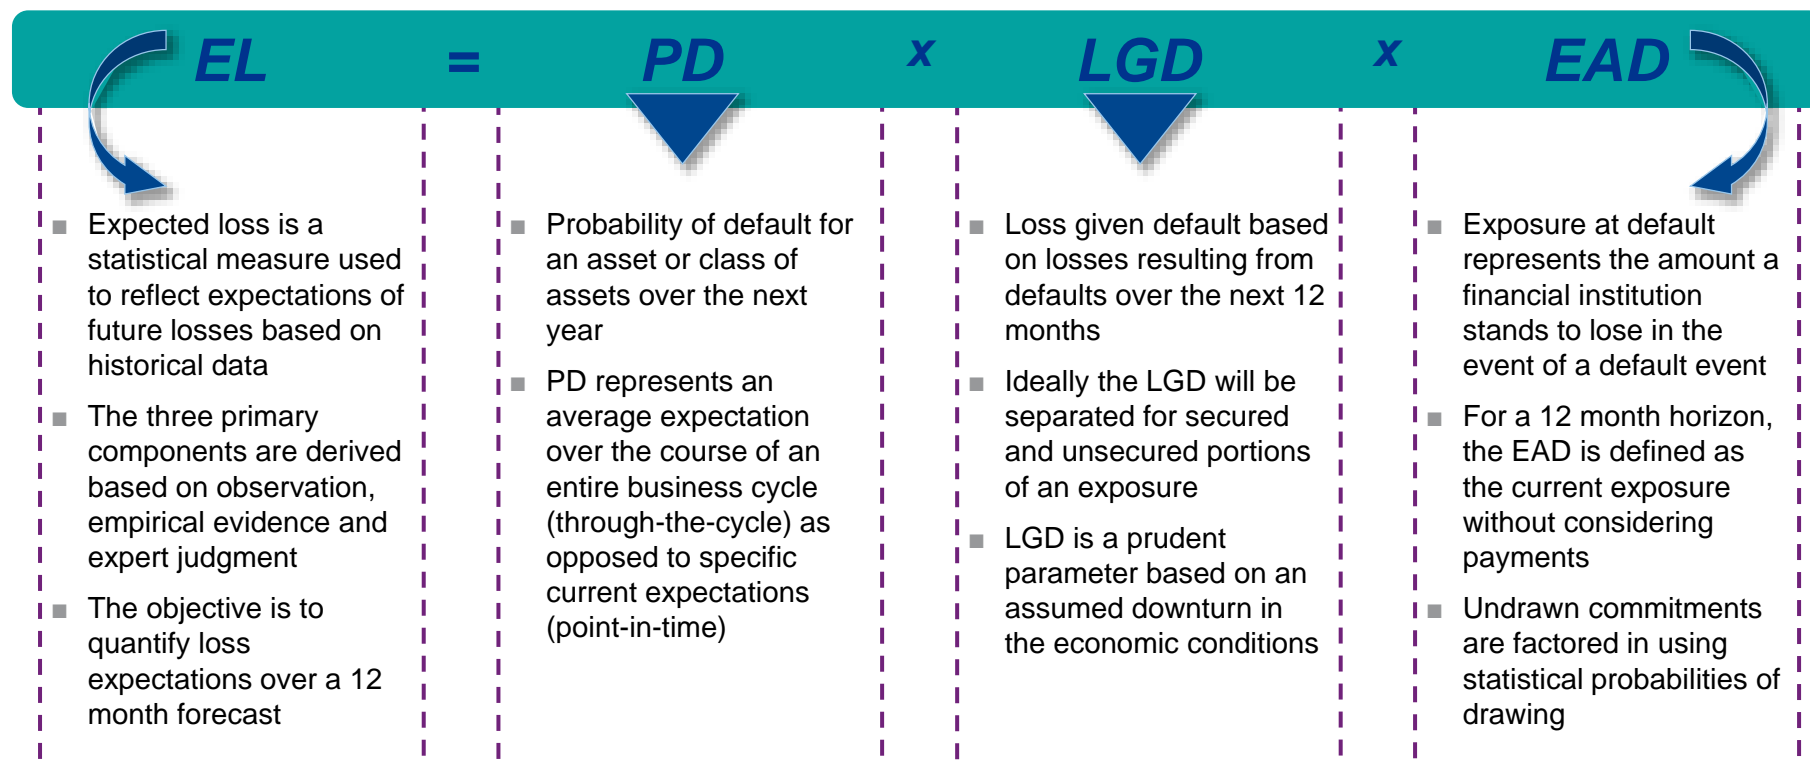 EL = PD x LGD x EAD
■ Expected loss is a
statistical measure used
to reflect expectations of
future losses based on
historical data
■ The three primary
components are derived
based on observation,
empirical evidence and
expert judgment
■ The objective is to
quantify loss
expectations over a 12
month forecast
■ Probability of default for
an asset or class of
assets over the next
year
■ PD represents an
average expectation
over the course of an
entire business cycle
(through-the-cycle) as
opposed to specific
current expectations
(point-in-time)
■ Loss given default based
on losses resulting from
defaults over the next 12
months
■ Ideally the LGD will be
separated for secured
and unsecured portions
of an exposure
■ LGD is a prudent
parameter based on an
assumed downturn in
the economic conditions
■ Exposure at default
represents the amount a
financial institution
stands to lose in the
event of a default event
■ For a 12 month horizon,
the EAD is defined as
the current exposure
without considering
payments
■ Undrawn commitments
are factored in using
statistical probabilities of
drawing